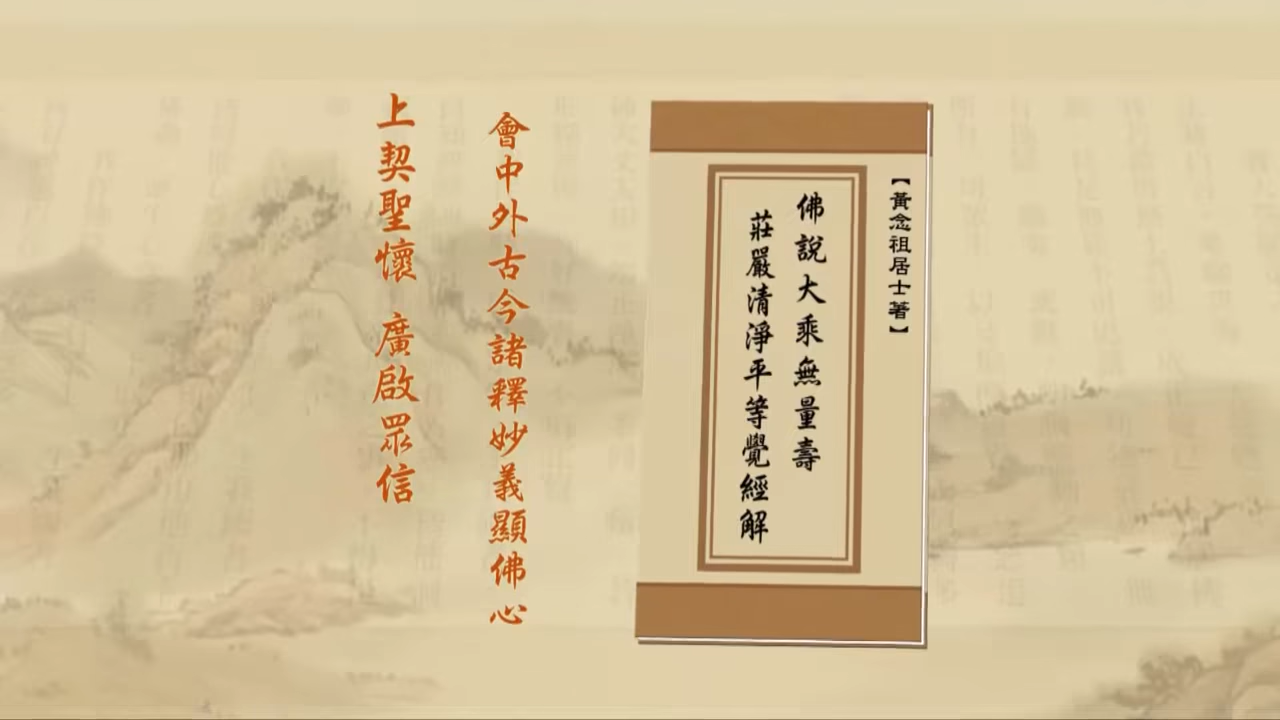 【黃念祖居士著】
佛說大乘無量壽
莊嚴清淨平等覺經解
會中外古今諸釋妙義顯佛心
上契聖懷 廣啟眾信